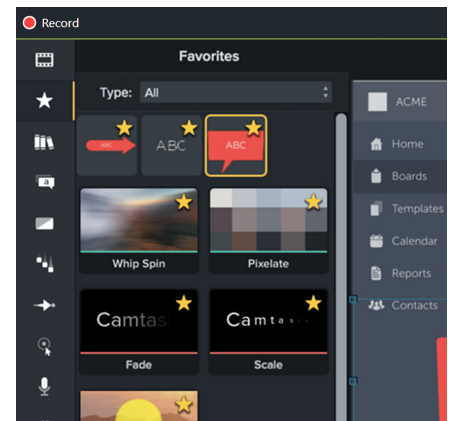 Record
Favorites
Type: All
ABC
ABC
ABC
a
Whip Spin
Pixelate
Camtas
Camtas
Fade
Scale
ACME
Home
Boards
Templates
Calendar
Reports
Contacts